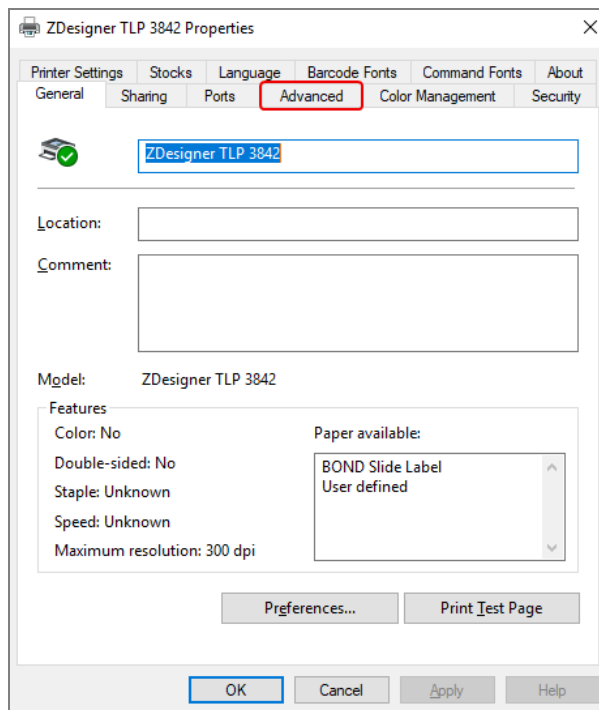 ZDesigner TLP 3842 Properties
Printer Settings Stocks Language Barcode Fonts Command Fonts About
General Sharing Ports Advanced Color Management Security
ZDesigner TLP 3842
Location:
Comment:
Model: ZDesigner TLP 3842
Features
Color: No
Paper available:
Double-sided: No
BOND Slide Label
User defined
Staple: Unknown
Speed: Unknown
Maximum resolution: 300 dpi
Preferences... Print Test Page
OK Cancel Apply Help